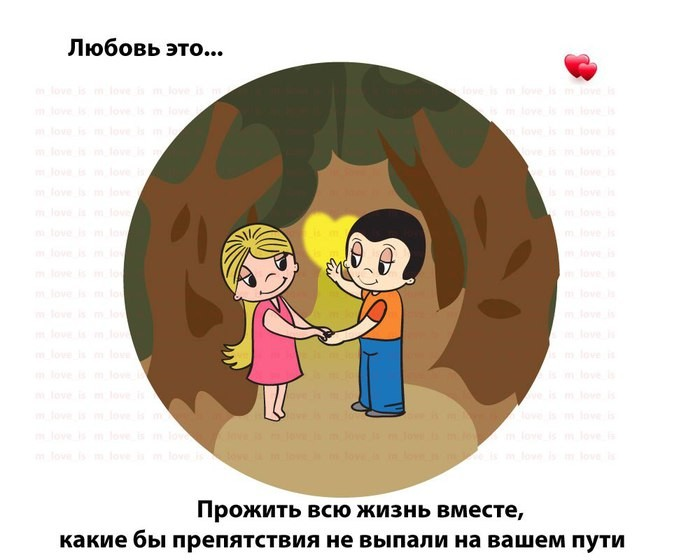 Любовь это...
Прожить всю жизнь вместе,
какие бы препятствия не выпали на вашем пути